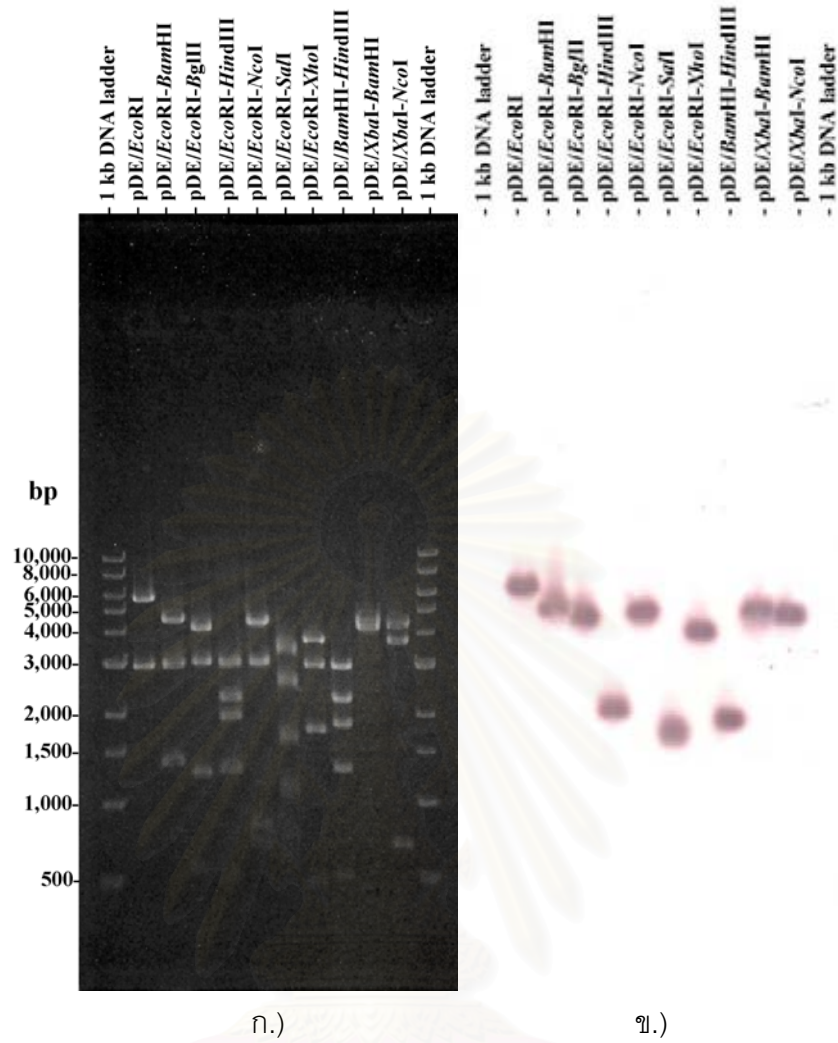 - 1 kb DNA ladder
- pDE/EcoRI
- pDE/EcoRI-BamHI
- pDE/EcoRI-BglII
- pDE/EcoRI-HindIII
- pDE/EcoRI-NcoI
- pDE/EcoRI-SalI
- pDE/EcoRI-XhoI
- pDE/BamHI-HindIII
- pDE/XbaI-BamHI
- pDE/XbaI-NcoI
- 1 kb DNA ladder
- 1 kb DNA ladder
- pDE/EcoRI
- pDE/EcoRI-BamHI
- pDE/EcoRI-BglII
- pDE/EcoRI-HindIII
- pDE/EcoRI-NcoI
- pDE/EcoRI-SalI
- pDE/EcoRI-XhoI
- pDE/BamHI-HindIII
- pDE/XbaI-BamHI
- pDE/XbaI-NcoI
- 1 kb DNA ladder
bp
10,000-
8,000-
6,000-
5,000-
4,000-
3,000-
2,000-
1,500-
1,000-
500-
ก.)
ข.)